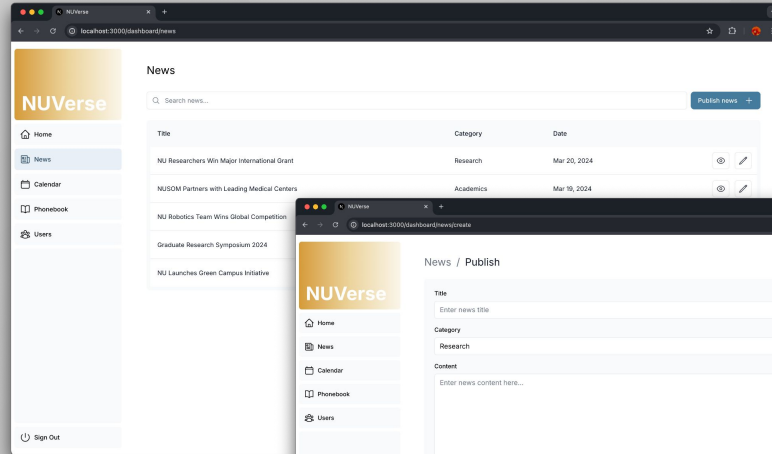 NUVerse
localhost:3000/dashboard/news
NUVerse
Home
News
Calendar
Phonebook
Users
Sign Out
News
Search news...
Publish news
Title Category Date
NU Researchers Win Major International Grant Research Mar 20, 2024
NUSOM Partners with Leading Medical Centers Academics Mar 19, 2024
NU Robotics Team Wins Global Competition
Graduate Research Symposium 2024
NU Launches Green Campus Initiative
NUVerse
localhost:3000/dashboard/news/create
NUVerse
Home
News
Calendar
Phonebook
Users
News / Publish
Title
Enter news title
Category
Research
Content
Enter news content here...